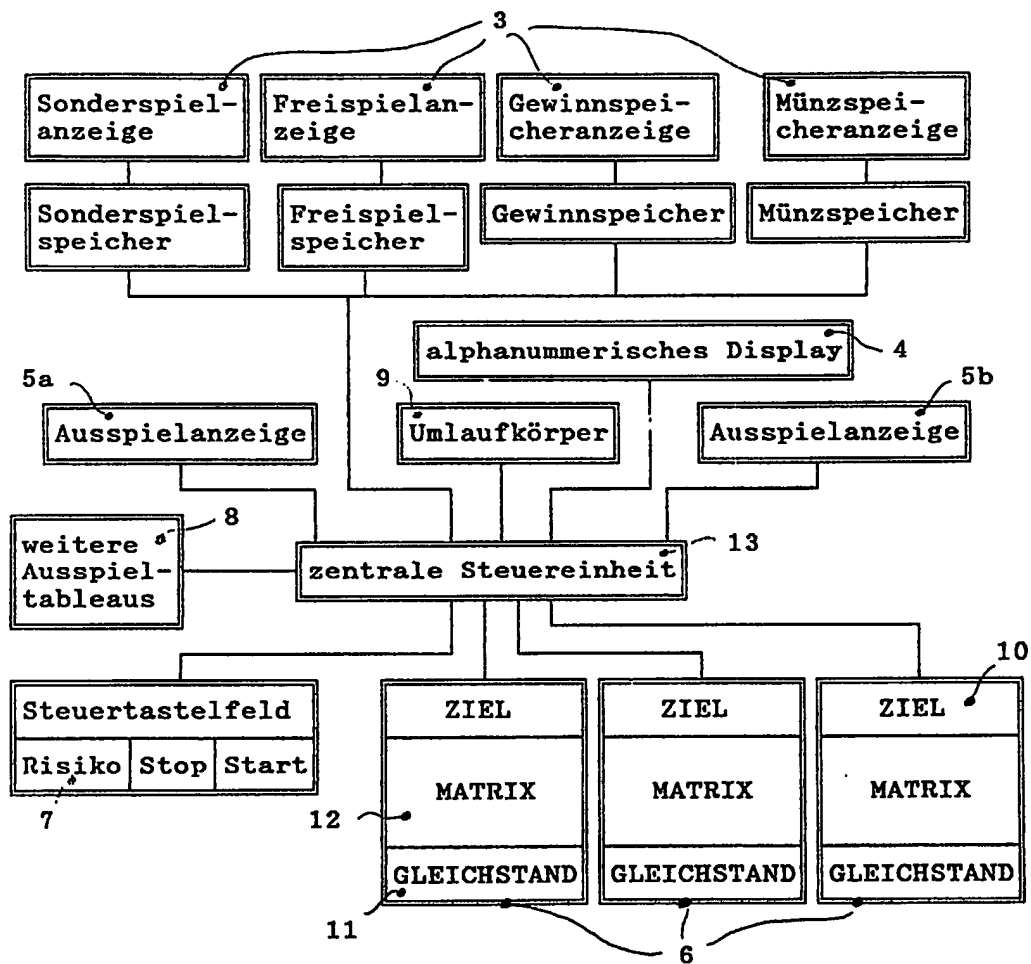 3
Sonderspiel-
anzeige
Freispielan-
zeige
Gewinnspei-
cheranzeige
Münzspei-
cheranzeige
Sonderspiel-
speicher
Freispiel-
speicher
Gewinnspeicher
Münzspeicher
alphanummerisches Display
4
5a
9
5b
Ausspielanzeige
Umlaufkörper
Ausspielanzeige
8
weitere
Ausspiel-
tableaus
13
zentrale Steuereinheit
10
Steuertastelfeld
Risiko Stop Start
7
ZIEL
MATRIX
GLEICHSTAND
ZIEL
MATRIX
GLEICHSTAND
ZIEL
MATRIX
GLEICHSTAND
12
11
6